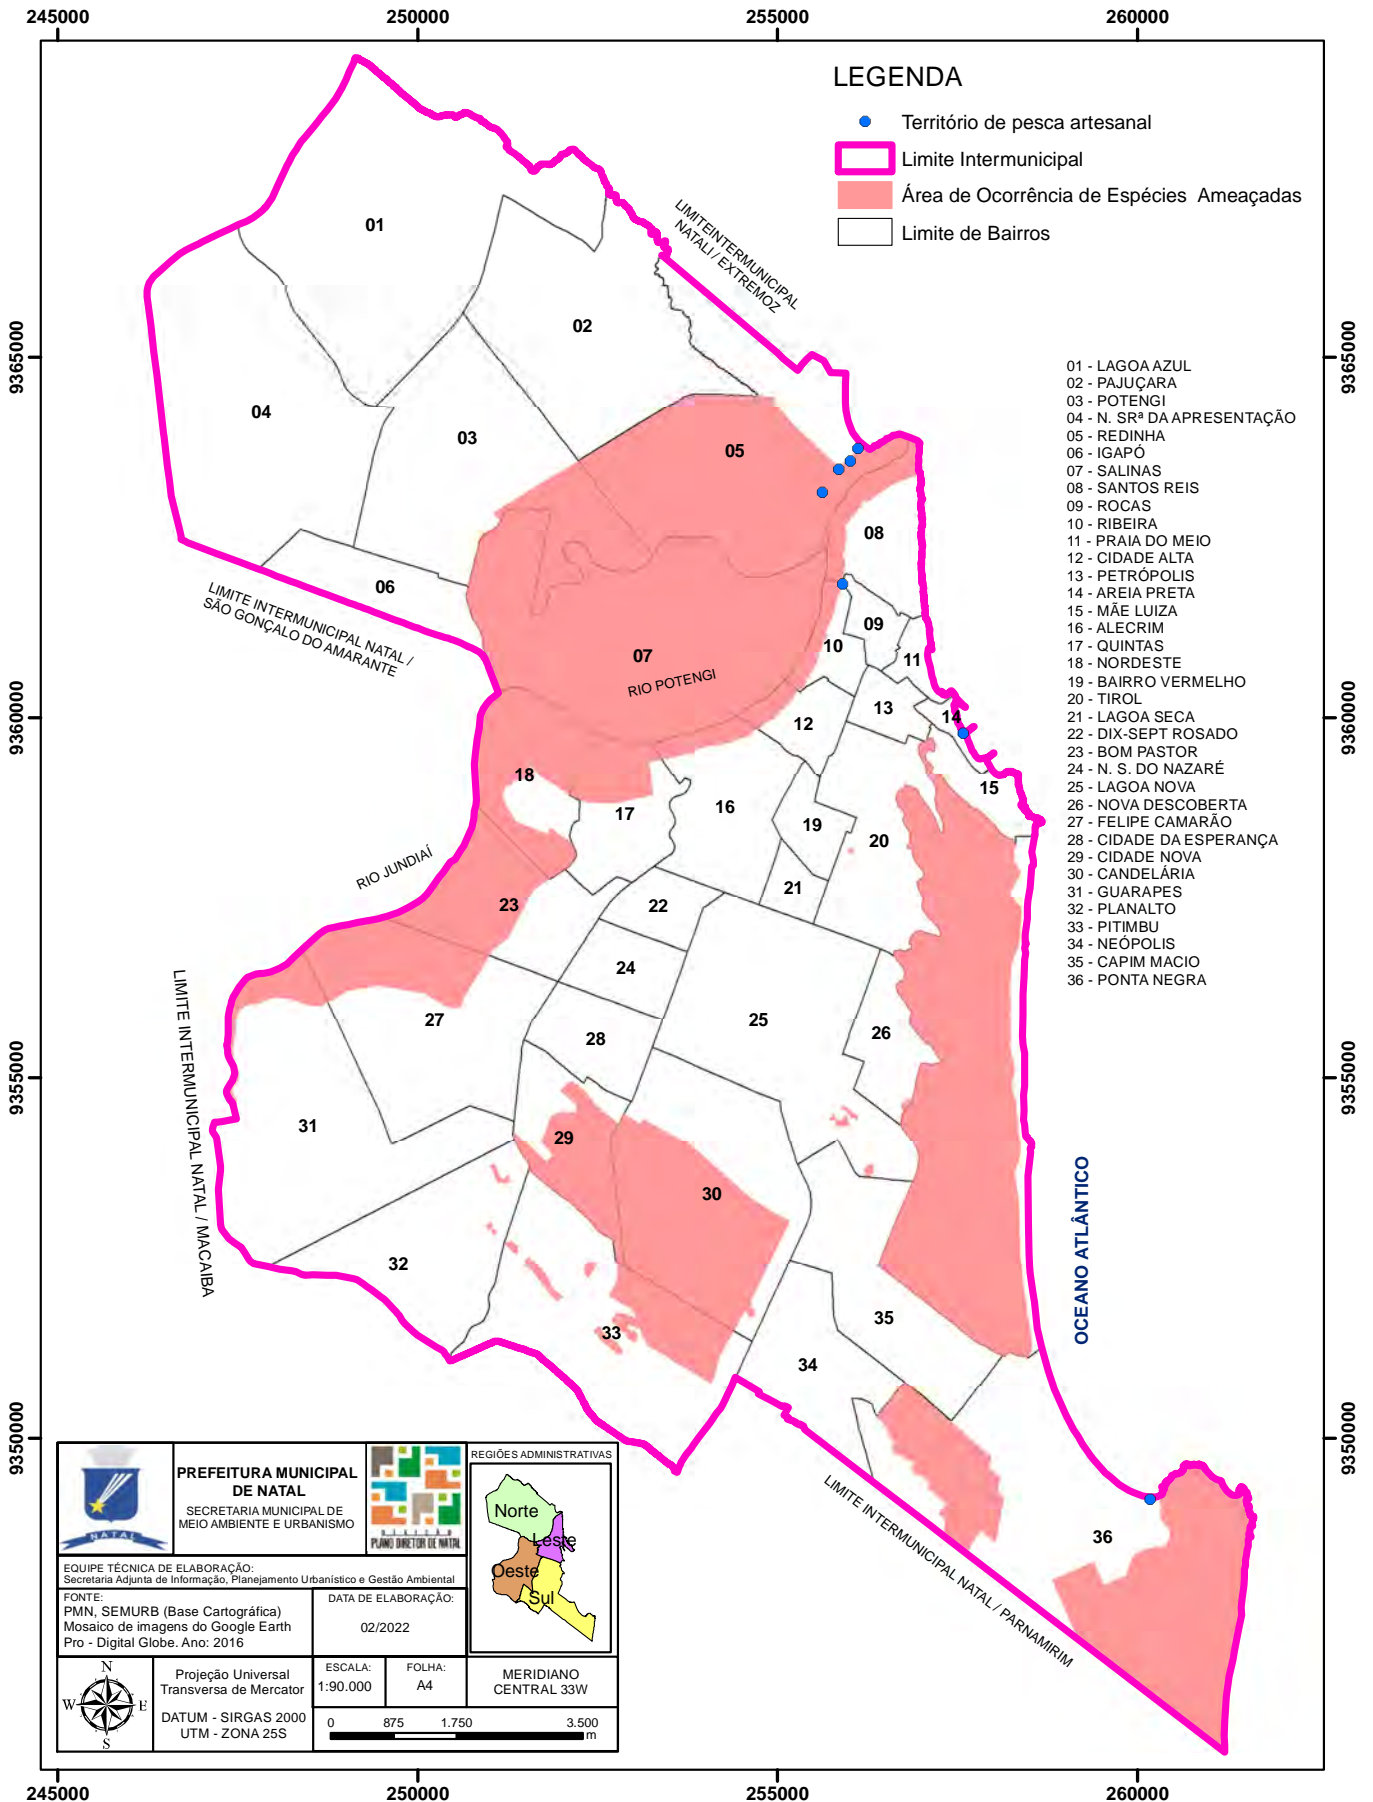 245000
250000
255000
260000
LEGENDA
Território de pesca artesanal
Limite Intermunicipal
Área de Ocorrência de Espécies Ameaçadas
Limite de Bairros
LIMITEINTERMUNICIPAL
NATALI / EXTREMOZ
01
02
03
04
05
06
07
08
09
10
11
12
13
14
15
16
17
18
19
20
21
22
23
24
25
26
27
28
29
30
31
32
33
34
35
36
9365000
9360000
9355000
9350000
9365000
9360000
9355000
9350000
01 - LAGOA AZUL
02 - PAJUÇARA
03 - POTENGI
04 - N. SRª DA APRESENTAÇÃO
05 - REDINHA
06 - IGAPÓ
07 - SALINAS
08 - SANTOS REIS
09 - ROCAS
10 - RIBEIRA
11 - PRAIA DO MEIO
12 - CIDADE ALTA
13 - PETRÓPOLIS
14 - AREIA PRETA
15 - MÃE LUIZA
16 - ALECRIM
17 - QUINTAS
18 - NORDESTE
19 - BAIRRO VERMELHO
20 - TIROL
21 - LAGOA SECA
22 - DIX-SEPT ROSADO
23 - BOM PASTOR
24 - N. S. DO NAZARÉ
25 - LAGOA NOVA
26 - NOVA DESCOBERTA
27 - FELIPE CAMARÃO
28 - CIDADE DA ESPERANÇA
29 - CIDADE NOVA
30 - CANDELÁRIA
31 - GUARAPES
32 - PLANALTO
33 - PITIMBU
34 - NEÓPOLIS
35 - CAPIM MACIO
36 - PONTA NEGRA
LIMITE INTERMUNICIPAL NATAL /
SÃO GONÇALO DO AMARANTE
RIO POTENGI
RIO JUNDIAÍ
LIMITE INTERMUNICIPAL NATAL / MACAIBA
OCEANO ATLÂNTICO
LIMITE INTERMUNICIPAL NATAL / PARNAMIRIM
NATAL
PREFEITURA MUNICIPAL
DE NATAL
SECRETARIA MUNICIPAL DE
MEIO AMBIENTE E URBANISMO
PLANO DIRETOR DE NATAL
REGIÕES ADMINISTRATIVAS
Norte
Leste
Oeste
Sul
EQUIPE TÉCNICA DE ELABORAÇÃO:
Secretaria Adjunta de Informação, Planejamento Urbanístico e Gestão Ambiental
FONTE:
PMN, SEMURB (Base Cartográfica)
Mosaico de imagens do Google Earth
Pro - Digital Globe. Ano: 2016
DATA DE ELABORAÇÃO:
02/2022
N
W
E
S
Projeção Universal
Transversa de Mercator
DATUM - SIRGAS 2000
UTM - ZONA 25S
ESCALA:
1:90.000
FOLHA:
A4
MERIDIANO
CENTRAL 33W
0 875 1.750 3.500
m
245000
250000
255000
260000